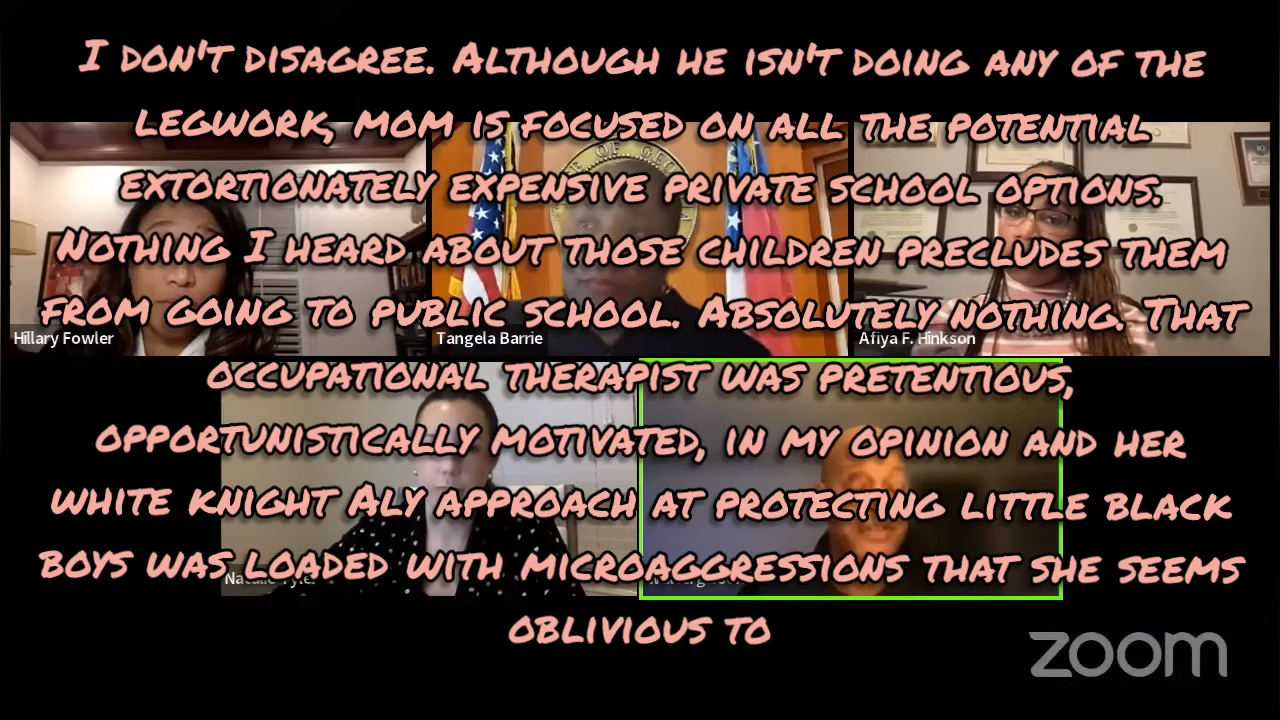 I DON'T DISAGREE. ALTHOUGH HE ISN'T DOING ANY OF THE
LEGWORK, MOM IS FOCUSED ON ALL THE POTENTIAL
EXTORTIONATELY EXPENSIVE PRIVATE SCHOOL OPTIONS.
NOTHING I HEARD ABOUT THOSE CHILDREN PRECLUDES THEM
FROM GOING TO PUBLIC SCHOOL. ABSOLUTELY NOTHING. THAT
OCCUPATIONAL THERAPIST WAS PRETENTIOUS,
OPPORTUNISTICALLY MOTIVATED, IN MY OPINION AND HER
WHITE KNIGHT ALY APPROACH AT PROTECTING LITTLE BLACK
BOYS WAS LOADED WITH MICROAGGRESSIONS THAT SHE SEEMS
OBLIVIOUS TO
Hillary Fowler
Tangela Barrie
Afiya F. Hinkson
Natalie Tyler
zoom